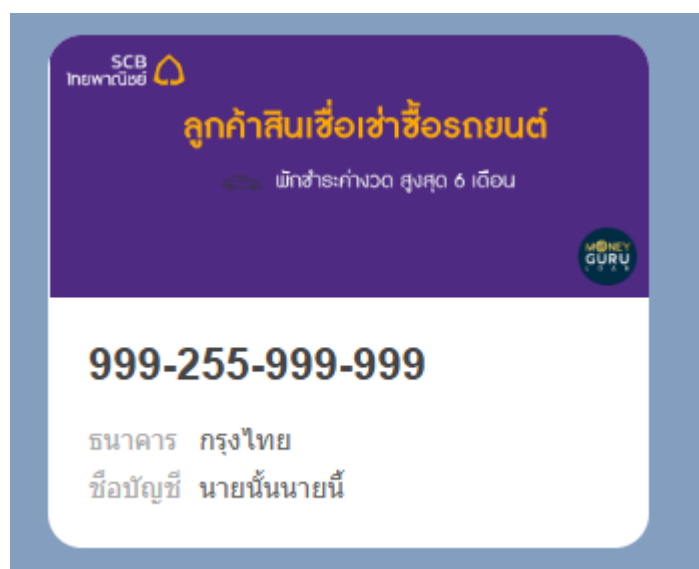 SCB
ไทยพาณิชย์
ลูกค้าสินเชื่อเช่าซื้อรถยนต์
พักชำระค่างวด สูงสุด 6 เดือน
MONEY
GURU
LOAN
999-255-999-999
ธนาคาร กรุงไทย
ชื่อบัญชี นายนั้นนายนี้